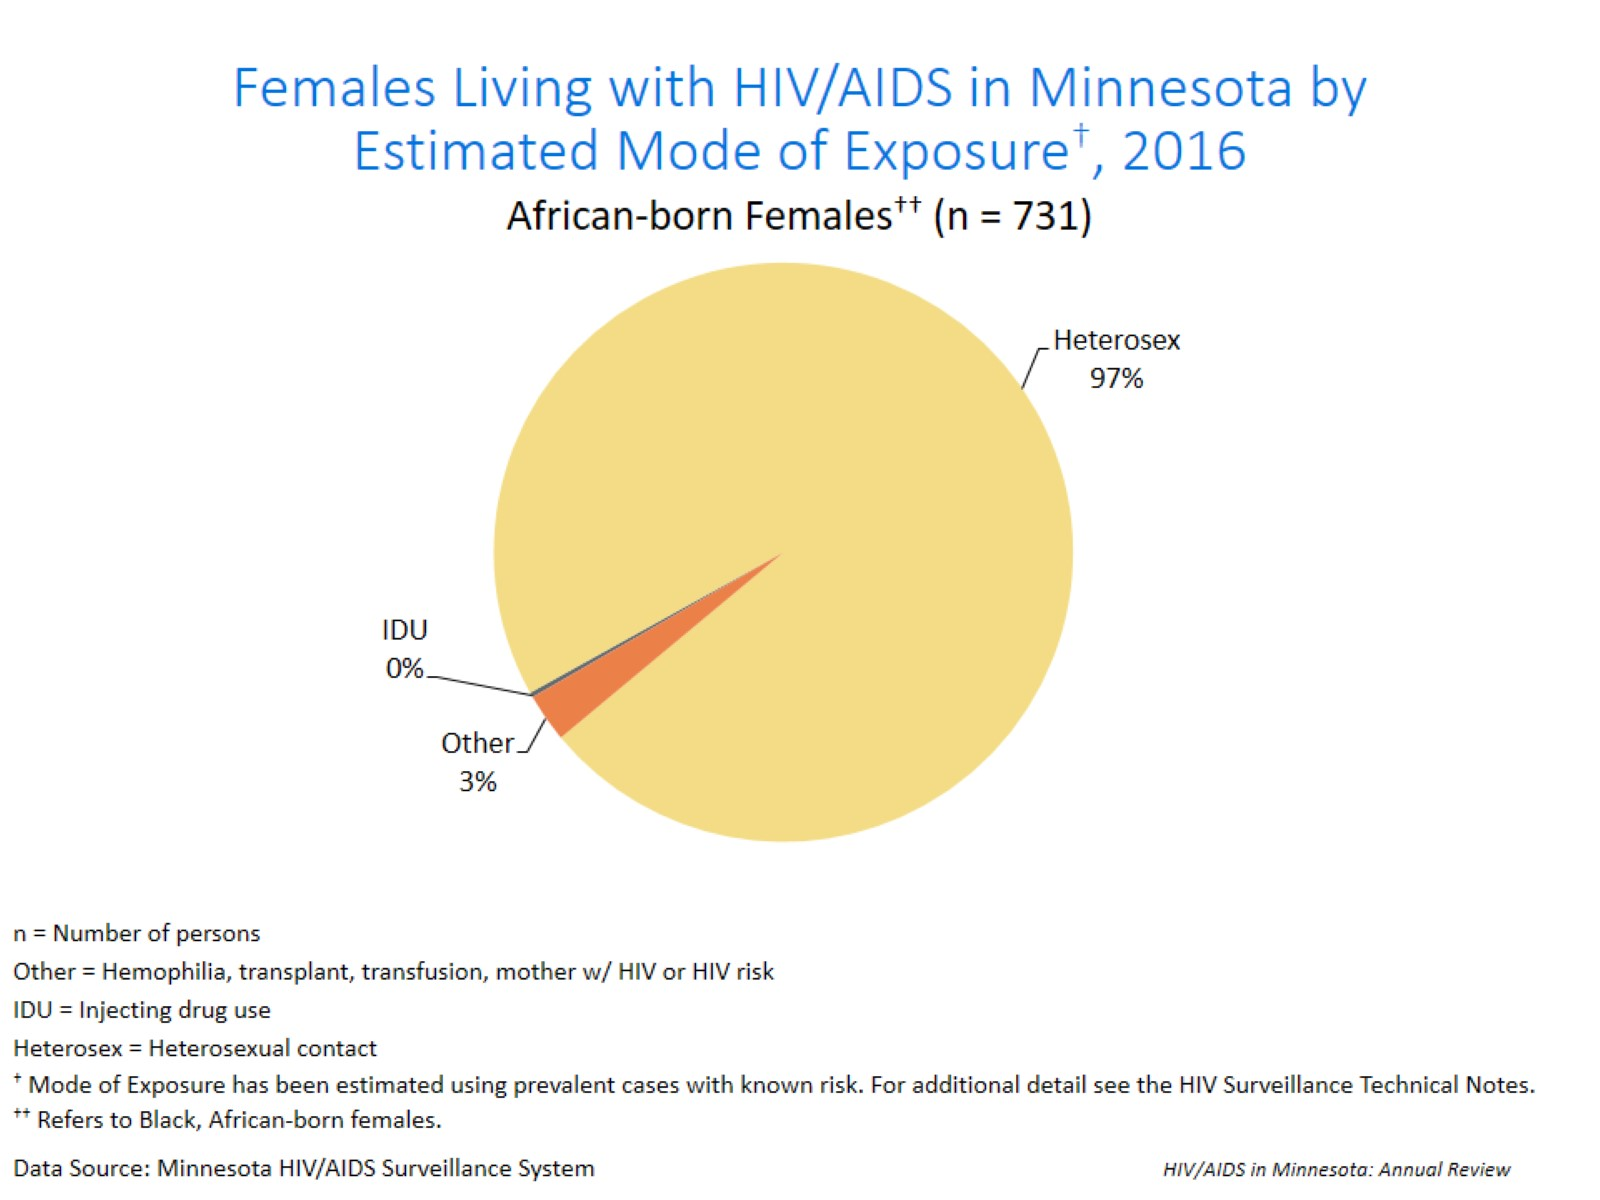 Females Living with HIV/AIDS in Minnesota by
Estimated Mode of Exposure†, 2016
African-born Females†† (n = 731)
Heterosex
97%
IDU
0%
Other
3%
n = Number of persons
Other = Hemophilia, transplant, transfusion, mother w/ HIV or HIV risk
IDU = Injecting drug use
Heterosex = Heterosexual contact
† Mode of Exposure has been estimated using prevalent cases with known risk. For additional detail see the HIV Surveillance Technical Notes.
†† Refers to Black, African-born females.
Data Source: Minnesota HIV/AIDS Surveillance System
HIV/AIDS in Minnesota: Annual Review